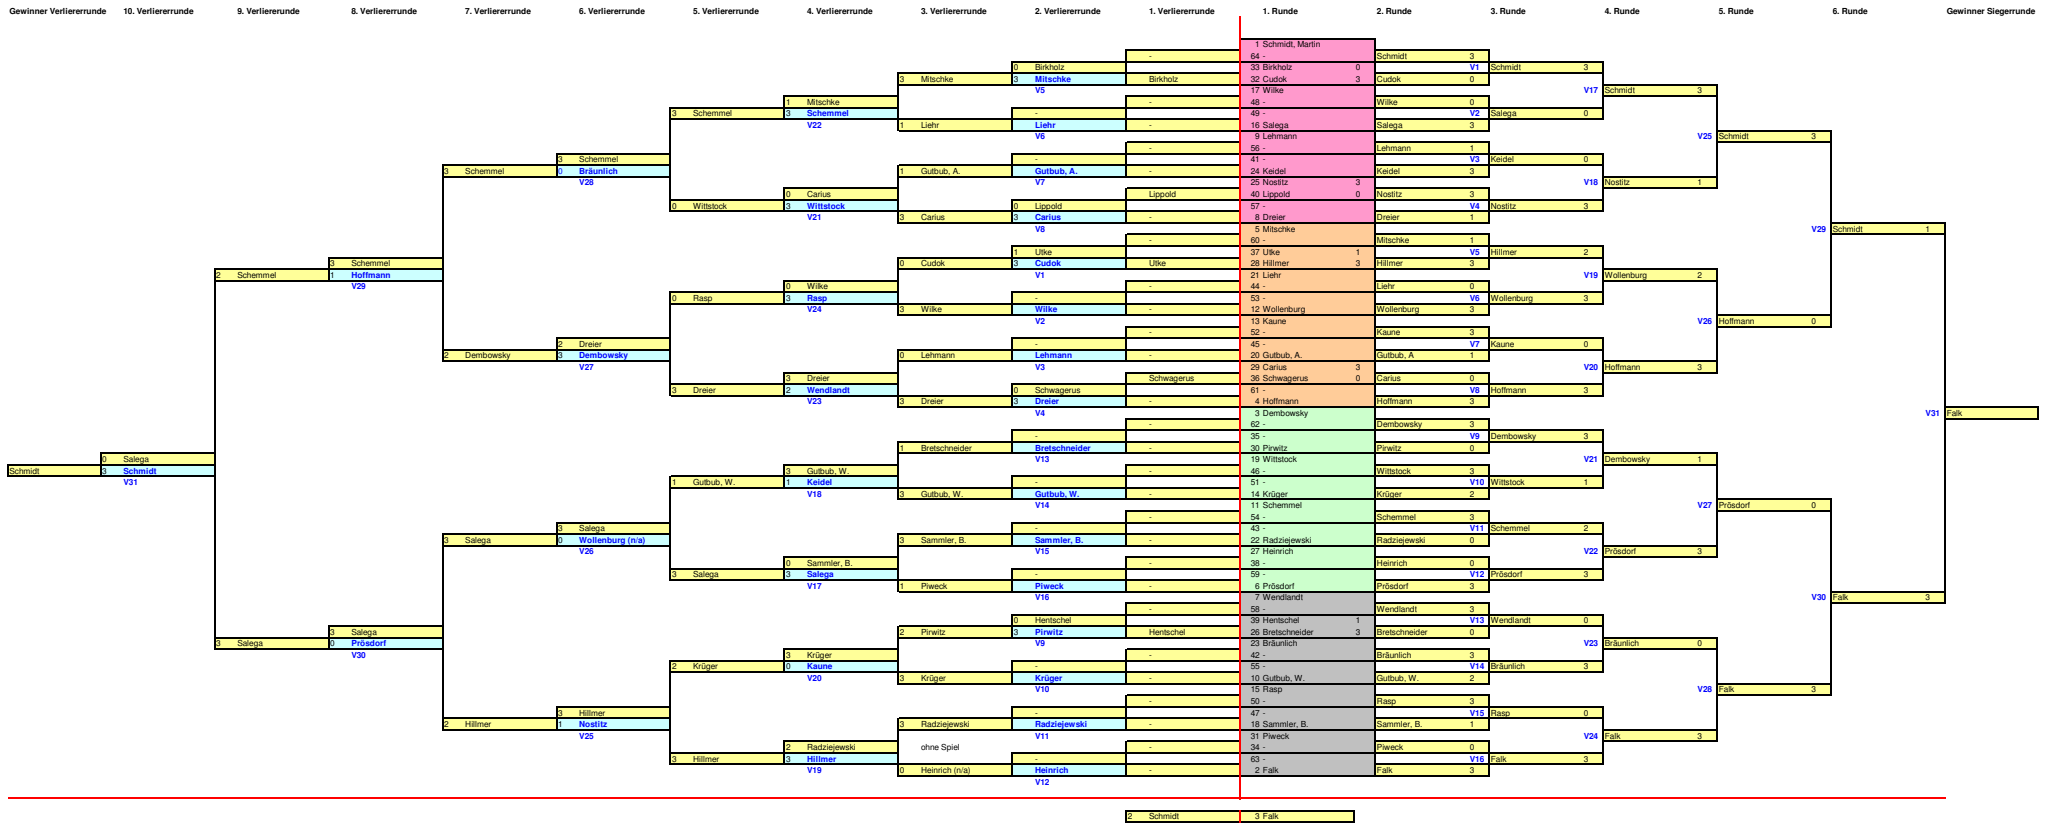 Gewinner Verliererrunde 10. Verliererrunde 9. Verliererrunde 8. Verliererrunde 7. Verliererrunde 6. Verliererrunde 5. Verliererrunde 4. Verliererrunde 3. Verliererrunde 2. Verliererrunde 1. Verliererrunde 1. Runde 2. Runde 3. Runde 4. Runde 5. Runde 6. Runde Gewinner Siegerrunde
1 Schmidt, Martin
- 64 - Schmidt 3
0 Birkholz 33 Birkholz 0 V1 Schmidt 3
3 Mitschke 3 Mitschke Birkholz 32 Cudok 3 Cudok 0
V5 17 Wilke V17 Schmidt 3
1 Mitschke - 48 - Wilke 0
3 Schemmel 3 Schemmel - 49 - V2 Salega 0
V22 1 Liehr Liehr - 16 Salega Salega 3
V6 9 Lehmann V25 Schmidt 3
- 56 - Lehmann 1
3 Schemmel - 41 - V3 Keidel 0
3 Schemmel 0 Bräunlich 1 Gutbub, A. Gutbub, A. - 24 Keidel Keidel 3
V28 V7 25 Nostitz 3 V18 Nostitz 1
0 Carius Lippold 40 Lippold 0 Nostitz 3
0 Wittstock 3 Wittstock 0 Lippold 57 - V4 Nostitz 3
V21 3 Carius 3 Carius - 8 Dreier Dreier 1
V8 5 Mitschke V29 Schmidt 1
- 60 - Mitschke 1
1 Utke 37 Utke 1 V5 Hillmer 2
3 Schemmel 0 Cudok 3 Cudok Utke 28 Hillmer 3 Hillmer 3
2 Schemmel 1 Hoffmann V1 21 Liehr V19 Wollenburg 2
V29 0 Wilke - 44 - Liehr 0
0 Rasp 3 Rasp - 53 - V6 Wollenburg 3
V24 3 Wilke Wilke - 12 Wollenburg Wollenburg 3
V2 13 Kaune V26 Hoffmann 0
- 52 - Kaune 3
2 Dreier - 45 - V7 Kaune 0
2 Dembowsky 3 Dembowsky 0 Lehmann Lehmann - 20 Gutbub, A. Gutbub, A 1
V27 V3 29 Carius 3 V20 Hoffmann 3
3 Dreier Schwagerus 36 Schwagerus 0 Carius 0
3 Dreier 2 Wendlandt 0 Schwagerus 61 - V8 Hoffmann 3
V23 3 Dreier 3 Dreier - 4 Hoffmann Hoffmann 3
V4 3 Dembowsky V31 Falk
- 62 - Dembowsky 3
- 35 - V9 Dembowsky 3
1 Bretschneider Bretschneider - 30 Pirwitz Pirwitz 0
0 Salega V13 19 Wittstock V21 Dembowsky 1
Schmidt 3 Schmidt 3 Gutbub, W. - 46 - Wittstock 3
V31 1 Gutbub, W. 1 Keidel - 51 - V10 Wittstock 1
V18 3 Gutbub, W. Gutbub, W. - 14 Krüger Krüger 2
V14 11 Schemmel V27 Prösdorf 0
- 54 - Schemmel 3
3 Salega - 43 - V11 Schemmel 2
3 Salega 0 Wollenburg (n/a) 3 Sammler, B. Sammler, B. - 22 Radziejewski Radziejewski 0
V26 V15 27 Heinrich V22 Prösdorf 3
0 Sammler, B. - 38 - Heinrich 0
3 Salega 3 Salega - 59 - V12 Prösdorf 3
V17 1 Piweck Piweck - 6 Prösdorf Prösdorf 3
V16 7 Wendlandt V30 Falk 3
- 58 - Wendlandt 3
0 Hentschel 39 Hentschel 1 V13 Wendlandt 0
3 Salega 2 Pirwitz 3 Pirwitz Hentschel 26 Bretschneider 3 Bretschneider 0
3 Salega 0 Prösdorf V9 23 Bräunlich V23 Bräunlich 0
V30 3 Krüger - 42 - Bräunlich 3
2 Krüger 0 Kaune - 55 - V14 Bräunlich 3
V20 3 Krüger Krüger - 10 Gutbub, W. Gutbub, W. 2
V10 15 Rasp V28 Falk 3
- 50 - Rasp 3
3 Hillmer - 47 - V15 Rasp 0
2 Hillmer 1 Nostitz 3 Radziejewski Radziejewski - 18 Sammler, B. Sammler, B. 1
V25 V11 31 Piweck V24 Falk 3
2 Radziejewski ohne Spiel - 34 - Piweck 0
3 Hillmer 3 Hillmer - 63 - V16 Falk 3
V19 0 Heinrich (n/a) Heinrich - 2 Falk Falk 3
V12
2 Schmidt 3 Falk